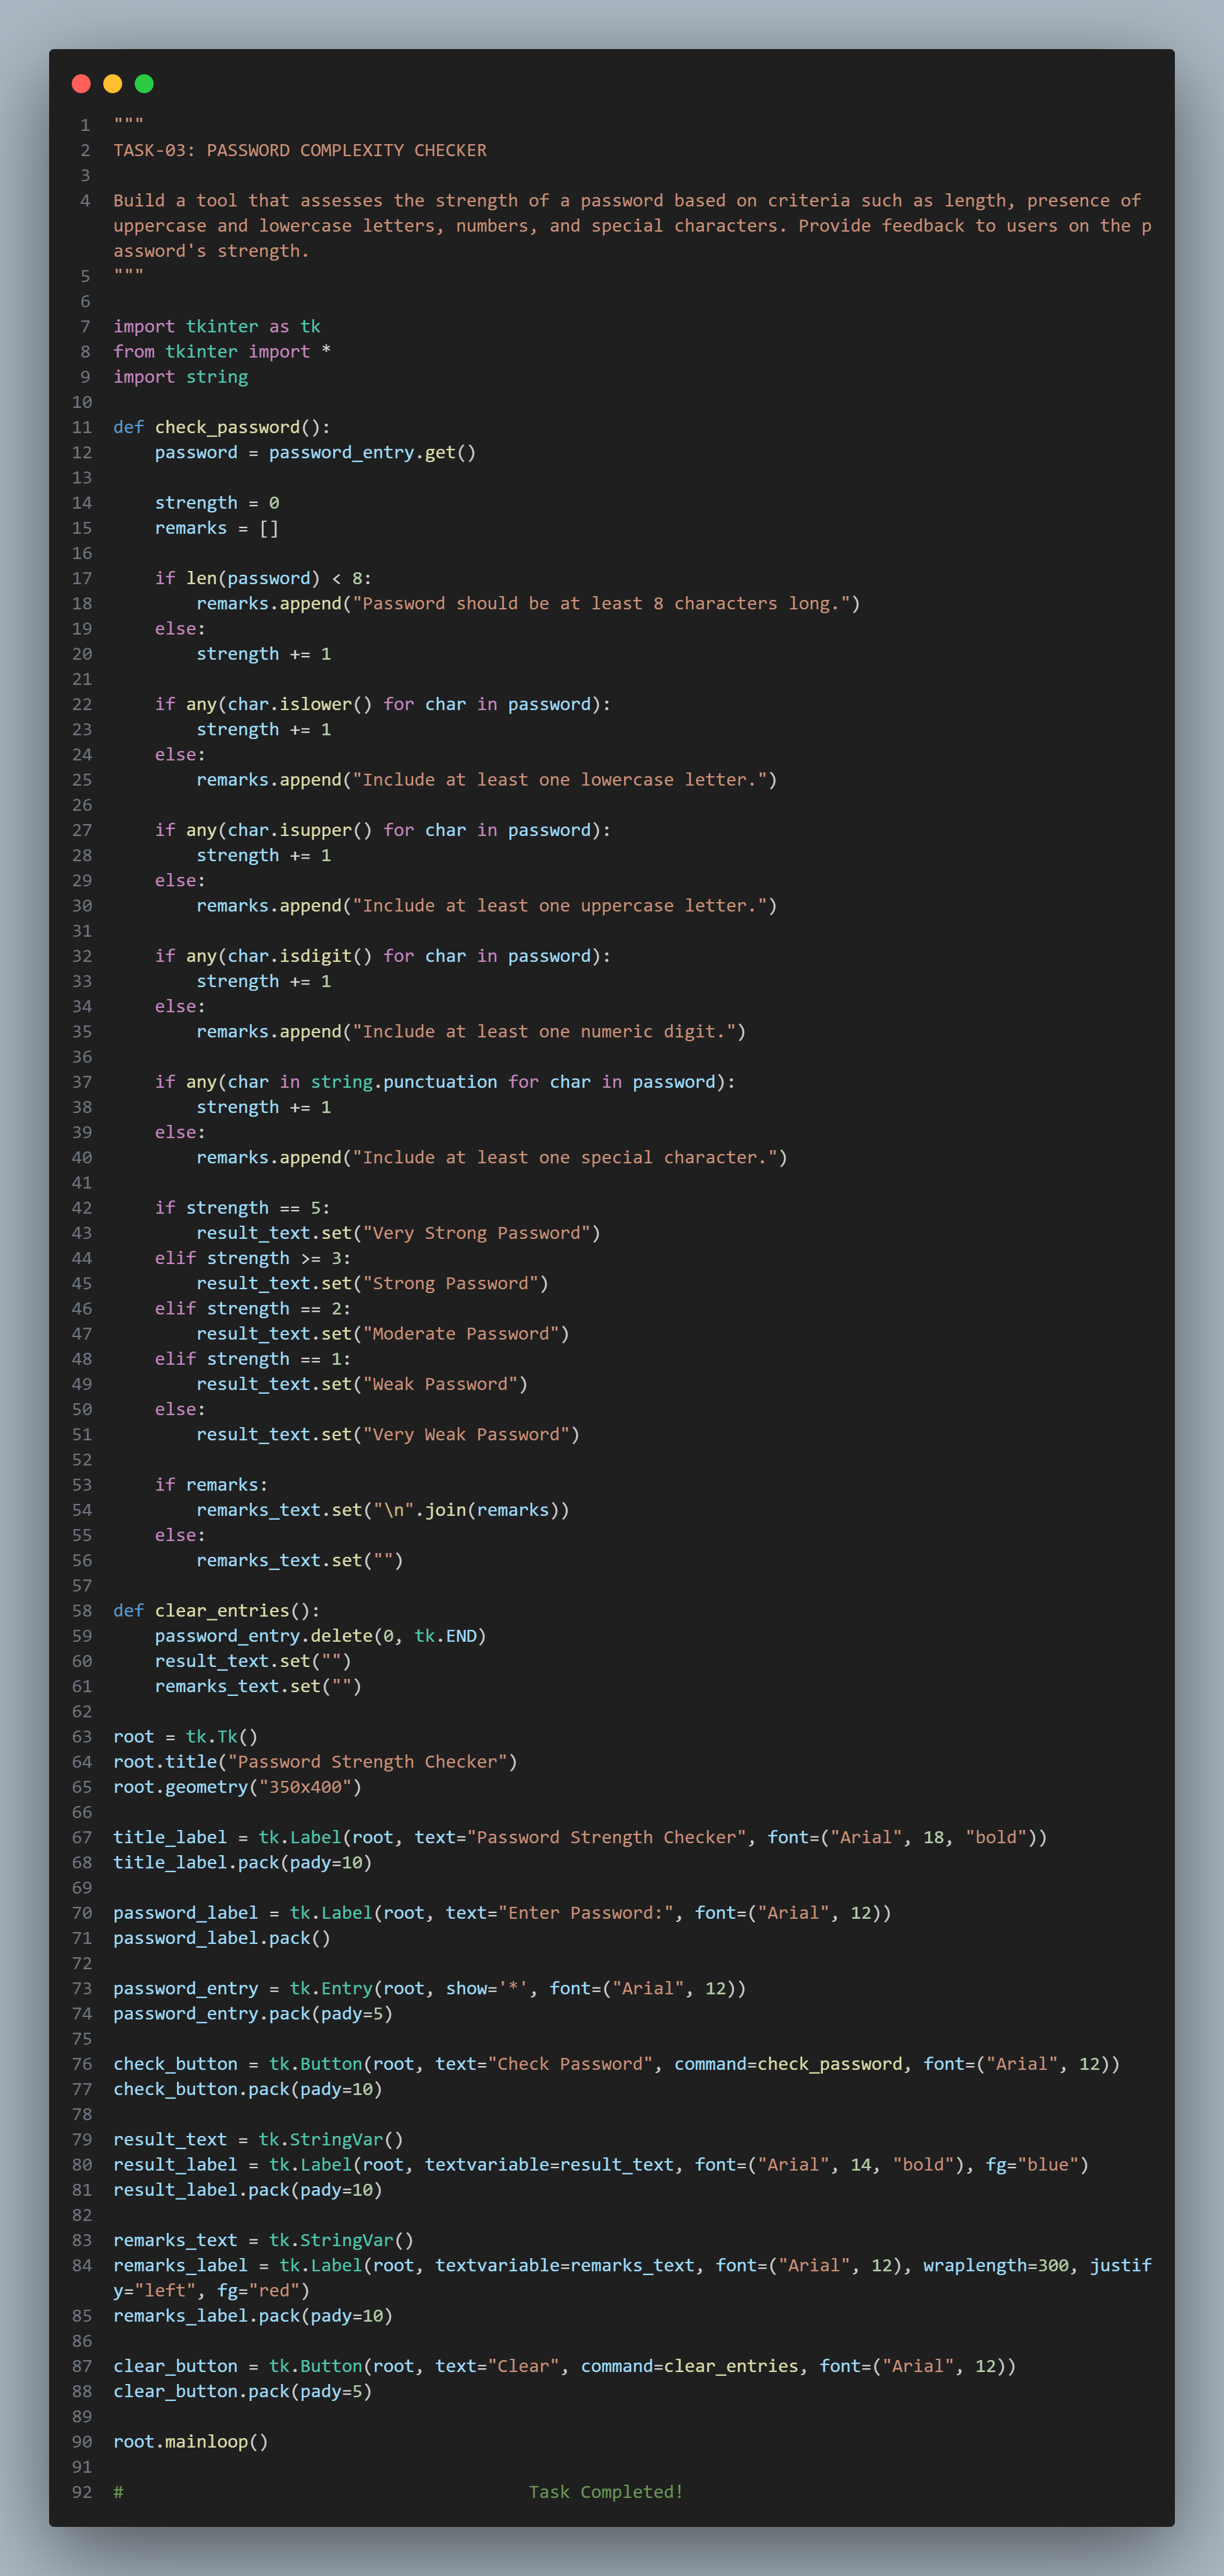 1 """
2 TASK-03: PASSWORD COMPLEXITY CHECKER
3
4 Build a tool that assesses the strength of a password based on criteria such as length, presence of
uppercase and lowercase letters, numbers, and special characters. Provide feedback to users on the p
assword's strength.
5 """
6
7 import tkinter as tk
8 from tkinter import *
9 import string
10
11 def check_password():
12     password = password_entry.get()
13
14     strength = 0
15     remarks = []
16
17     if len(password) < 8:
18         remarks.append("Password should be at least 8 characters long.")
19     else:
20         strength += 1
21
22     if any(char.islower() for char in password):
23         strength += 1
24     else:
25         remarks.append("Include at least one lowercase letter.")
26
27     if any(char.isupper() for char in password):
28         strength += 1
29     else:
30         remarks.append("Include at least one uppercase letter.")
31
32     if any(char.isdigit() for char in password):
33         strength += 1
34     else:
35         remarks.append("Include at least one numeric digit.")
36
37     if any(char in string.punctuation for char in password):
38         strength += 1
39     else:
40         remarks.append("Include at least one special character.")
41
42     if strength == 5:
43         result_text.set("Very Strong Password")
44     elif strength >= 3:
45         result_text.set("Strong Password")
46     elif strength == 2:
47         result_text.set("Moderate Password")
48     elif strength == 1:
49         result_text.set("Weak Password")
50     else:
51         result_text.set("Very Weak Password")
52
53     if remarks:
54         remarks_text.set("\n".join(remarks))
55     else:
56         remarks_text.set("")
57
58 def clear_entries():
59     password_entry.delete(0, tk.END)
60     result_text.set("")
61     remarks_text.set("")
62
63 root = tk.Tk()
64 root.title("Password Strength Checker")
65 root.geometry("350x400")
66
67 title_label = tk.Label(root, text="Password Strength Checker", font=("Arial", 18, "bold"))
68 title_label.pack(pady=10)
69
70 password_label = tk.Label(root, text="Enter Password:", font=("Arial", 12))
71 password_label.pack()
72
73 password_entry = tk.Entry(root, show='*', font=("Arial", 12))
74 password_entry.pack(pady=5)
75
76 check_button = tk.Button(root, text="Check Password", command=check_password, font=("Arial", 12))
77 check_button.pack(pady=10)
78
79 result_text = tk.StringVar()
80 result_label = tk.Label(root, textvariable=result_text, font=("Arial", 14, "bold"), fg="blue")
81 result_label.pack(pady=10)
82
83 remarks_text = tk.StringVar()
84 remarks_label = tk.Label(root, textvariable=remarks_text, font=("Arial", 12), wraplength=300, justif
y="left", fg="red")
85 remarks_label.pack(pady=10)
86
87 clear_button = tk.Button(root, text="Clear", command=clear_entries, font=("Arial", 12))
88 clear_button.pack(pady=5)
89
90 root.mainloop()
91
92 #                                       Task Completed!